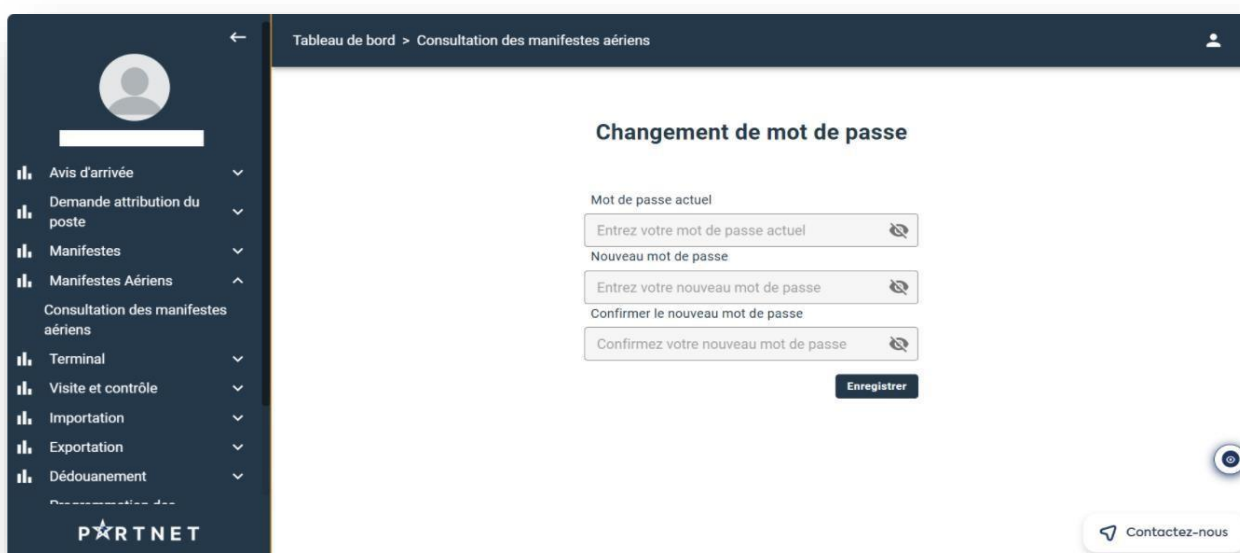 Tableau de bord > Consultation des manifestes aériens
Avis d'arrivée
Demande attribution du
poste
Manifestes
Manifestes Aériens
Consultation des manifestes
aériens
Terminal
Visite et contrôle
Importation
Exportation
Dédouanement
PORTNET
Changement de mot de passe
Mot de passe actuel
Entrez votre mot de passe actuel
Nouveau mot de passe
Entrez votre nouveau mot de passe
Confirmer le nouveau mot de passe
Confirmez votre nouveau mot de passe
Enregistrer
Contactez-nous